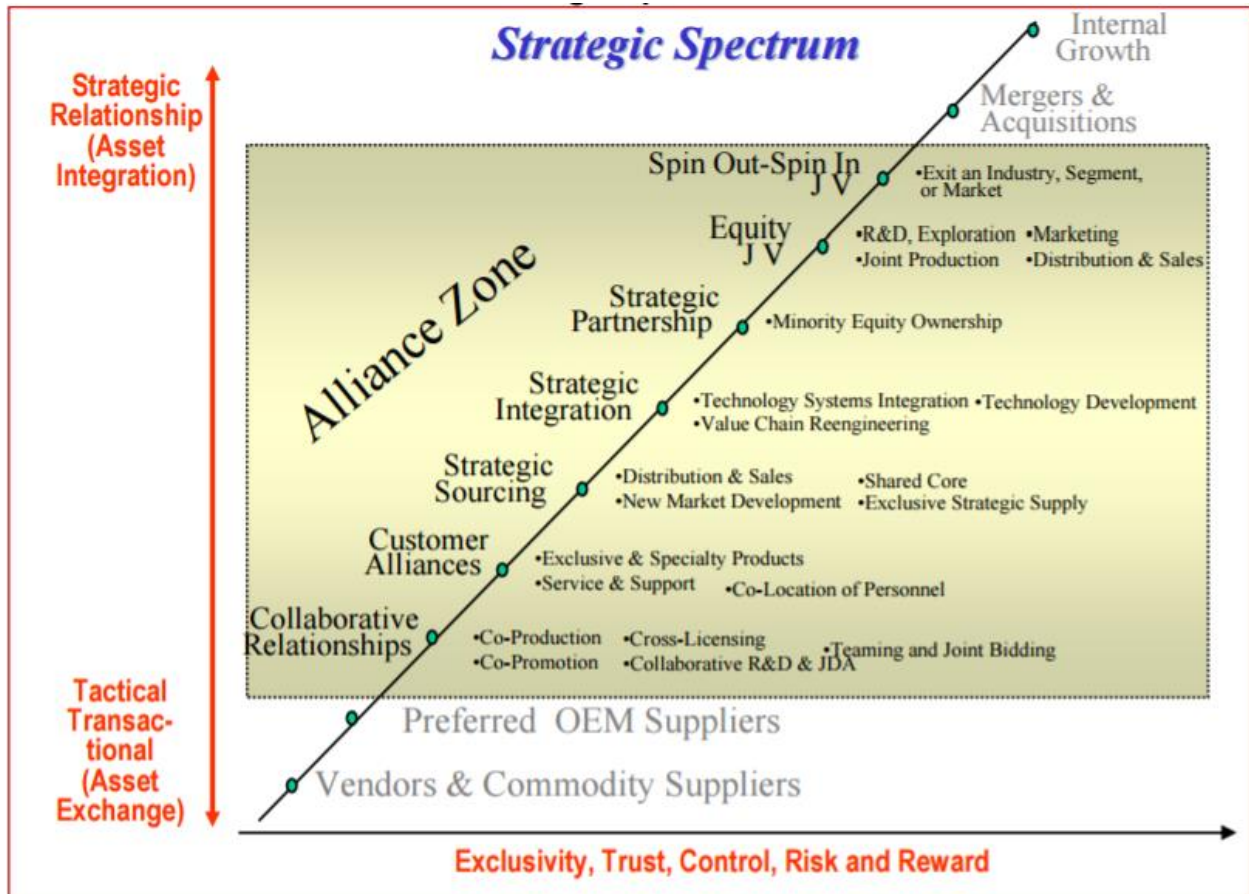 Strategic Spectrum
Internal
Growth
Mergers &
Acquisitions
Strategic
Relationship
(Asset
Integration)
Spin Out-Spin In
J V
•Exit an Industry, Segment,
or Market
Equity
J V
•R&D, Exploration •Marketing
•Joint Production •Distribution & Sales
Alliance Zone
Strategic
Partnership
•Minority Equity Ownership
Strategic
Integration
•Technology Systems Integration •Technology Development
•Value Chain Reengineering
Strategic
Sourcing
•Distribution & Sales •Shared Core
•New Market Development •Exclusive Strategic Supply
Customer
Alliances
•Exclusive & Specialty Products
•Service & Support •Co-Location of Personnel
Collaborative
Relationships
•Co-Production •Cross-Licensing •Teaming and Joint Bidding
•Co-Promotion •Collaborative R&D & JDA
Tactical
Transac-
tional
(Asset
Exchange)
Preferred OEM Suppliers
Vendors & Commodity Suppliers
Exclusivity, Trust, Control, Risk and Reward